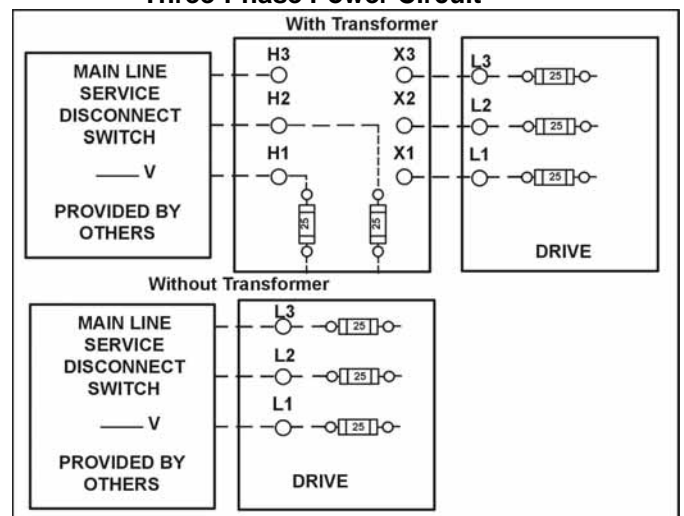 Three-Phase Power Circuit
With Transformer
MAIN LINE
SERVICE
DISCONNECT
SWITCH
____ V
PROVIDED BY
OTHERS
H3
H2
H1
25
25
X3
X2
X1
L3
25
L2
25
L1
25
DRIVE
Without Transformer
MAIN LINE
SERVICE
DISCONNECT
SWITCH
____ V
PROVIDED BY
OTHERS
L3
25
L2
25
L1
25
DRIVE